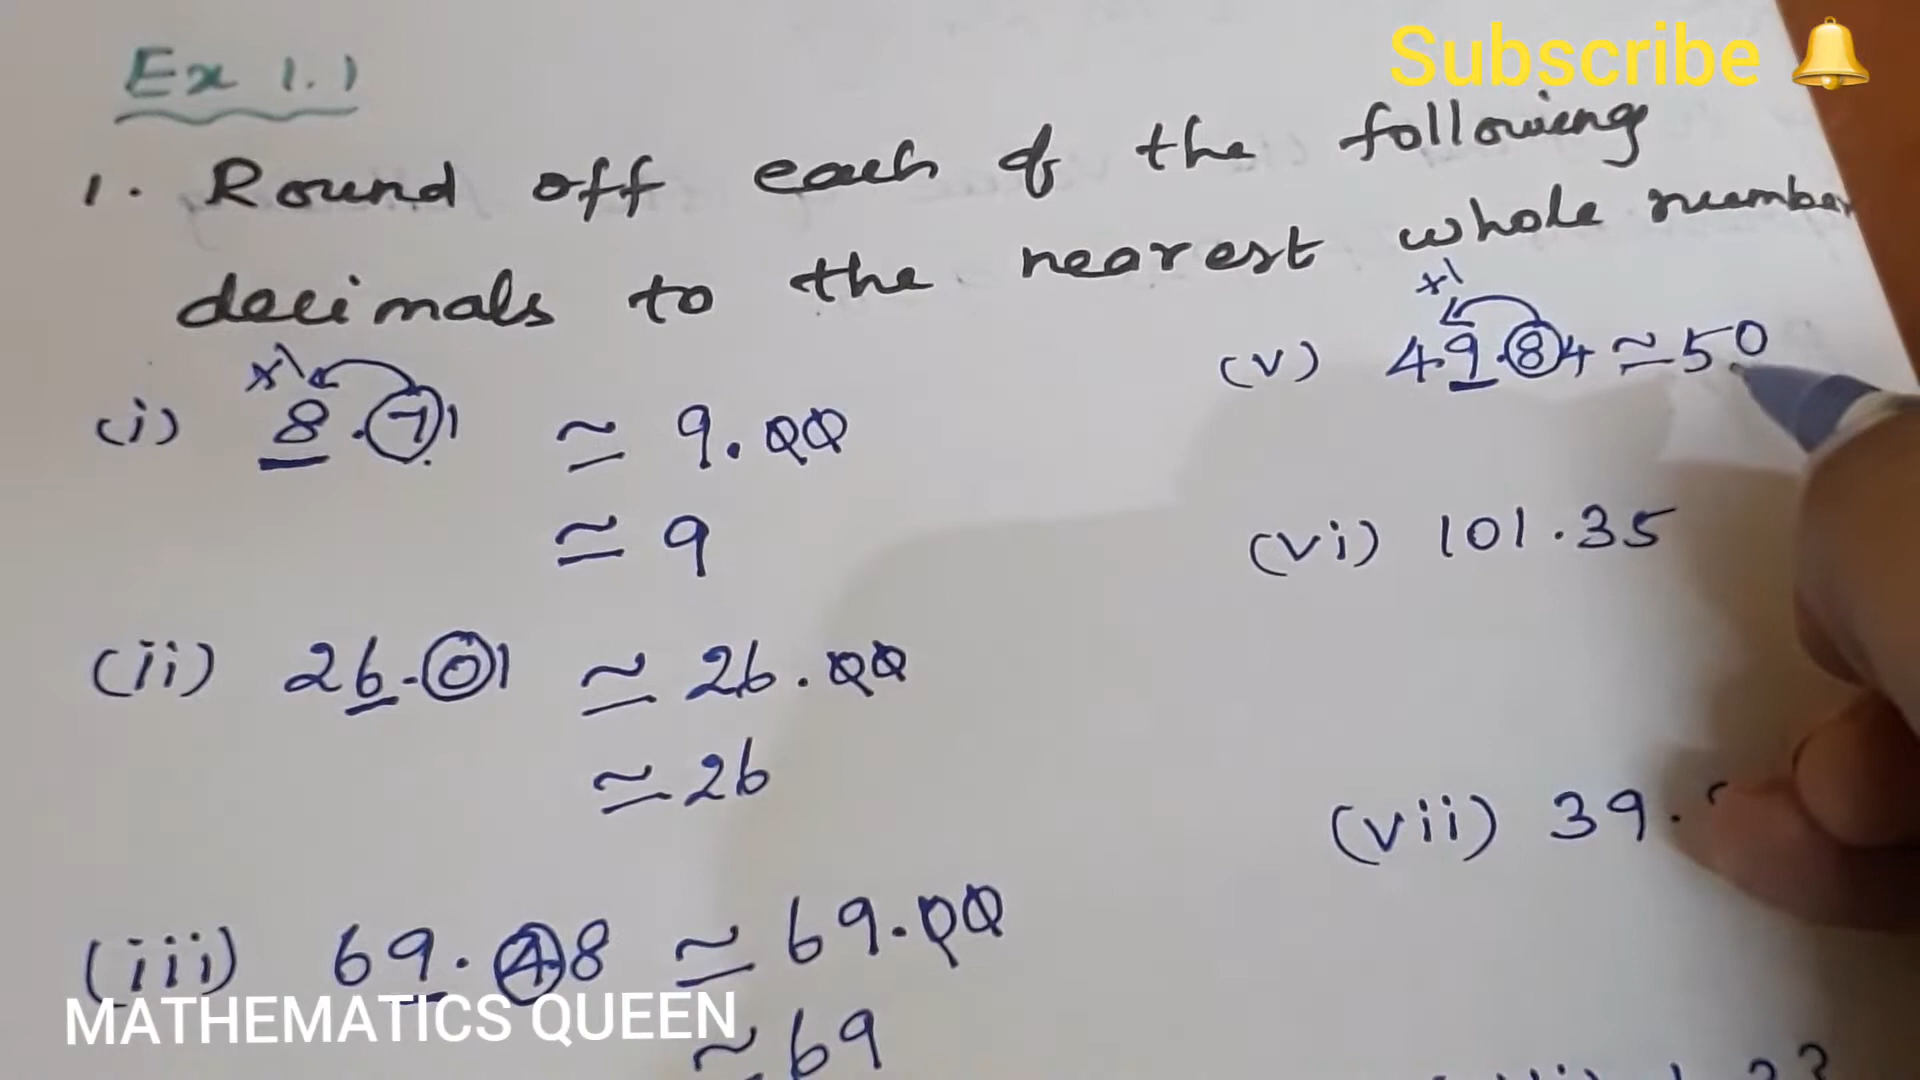 Subscribe
Ex 1.1
1. Round off each of the following
decimals to the nearest whole number
(i) 8.71 ≃ 9.00
≃ 9
(ii) 26.01 ≃ 26.00
≃ 26
(iii) 69.48 ≃ 69.00
≃ 69
+1
(v) 49.84 ≃ 50
(vi) 101.35
(vii) 39.
MATHEMATICS QUEEN